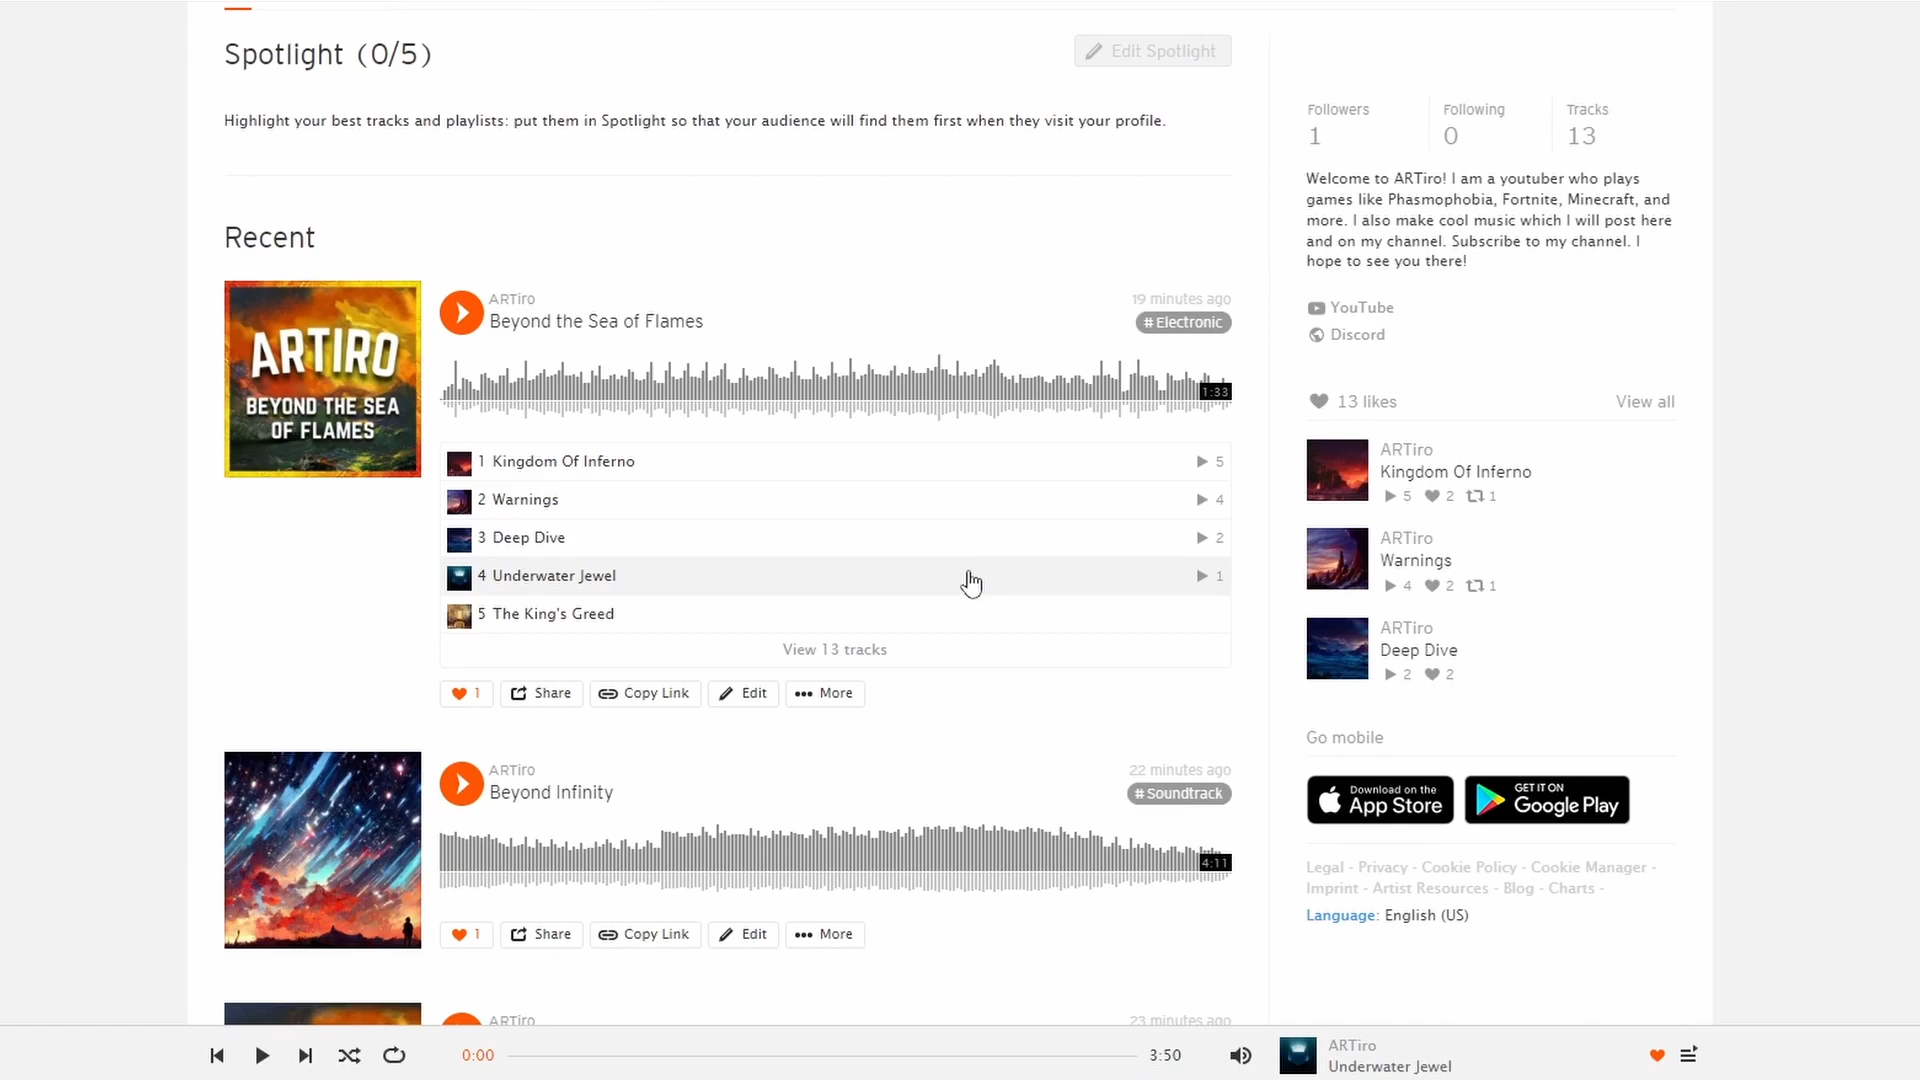 Spotlight (0/5)
Edit Spotlight
Highlight your best tracks and playlists: put them in Spotlight so that your audience will find them first when they visit your profile.
Recent
ARTIRO
BEYOND THE SEA
OF FLAMES
ARTiro
Beyond the Sea of Flames
19 minutes ago
# Electronic
1:33
1 Kingdom Of Inferno
5
2 Warnings
4
3 Deep Dive
2
4 Underwater Jewel
1
5 The King's Greed
View 13 tracks
1
Share
Copy Link
Edit
More
ARTiro
Beyond Infinity
22 minutes ago
# Soundtrack
4:11
1
Share
Copy Link
Edit
More
ARTiro
23 minutes ago
Followers
1
Following
0
Tracks
13
Welcome to ARTiro! I am a youtuber who plays
games like Phasmophobia, Fortnite, Minecraft, and
more. I also make cool music which I will post here
and on my channel. Subscribe to my channel. I
hope to see you there!
YouTube
Discord
13 likes
View all
ARTiro
Kingdom Of Inferno
5 2 1
ARTiro
Warnings
4 2 1
ARTiro
Deep Dive
2 2
Go mobile
Download on the
App Store
GET IT ON
Google Play
Legal - Privacy - Cookie Policy - Cookie Manager -
Imprint - Artist Resources - Blog - Charts -
Language: English (US)
0:00
3:50
ARTiro
Underwater Jewel